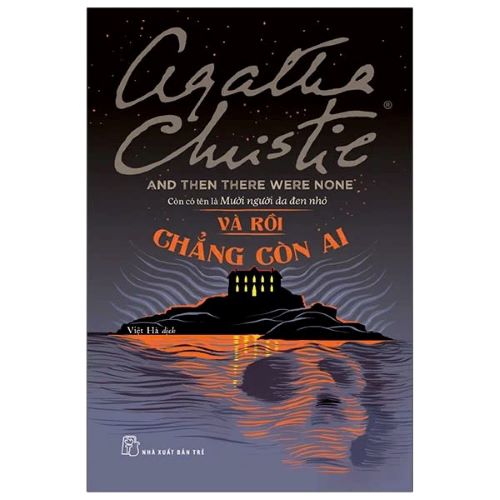 Agatha
Christie®
AND THEN THERE WERE NONE
Còn có tên là Mười người da đen nhỏ
VÀ RỒI
CHẲNG CÒN AI
Việt Hà dịch
NHÀ XUẤT BẢN TRẺ